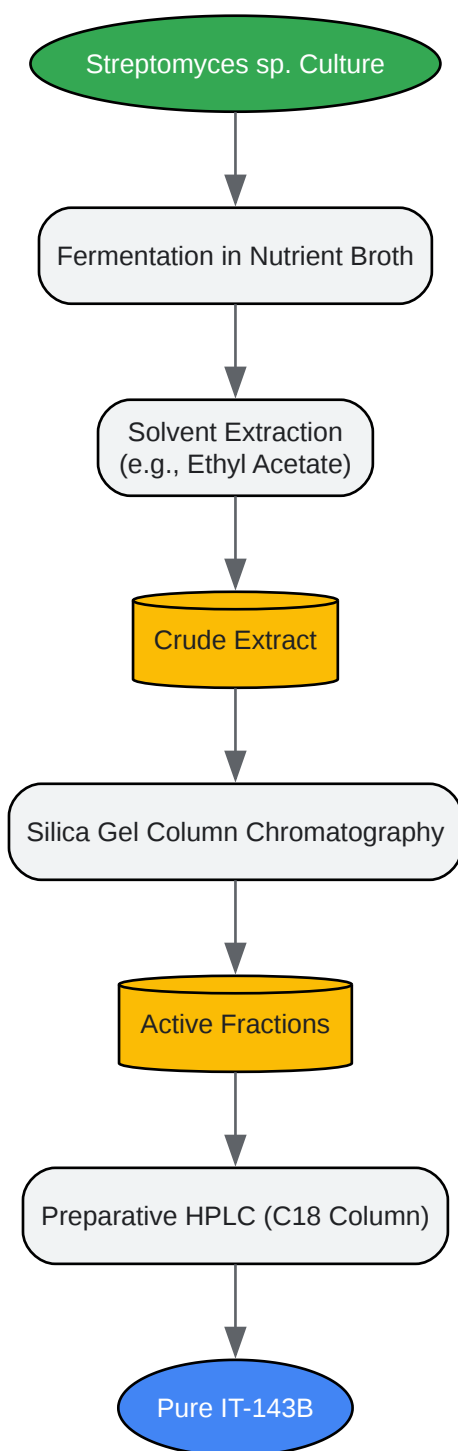 Streptomyces sp. Culture
Fermentation in Nutrient Broth
Solvent Extraction
(e.g., Ethyl Acetate)
Crude Extract
Silica Gel Column Chromatography
Active Fractions
Preparative HPLC (C18 Column)
Pure IT-143B